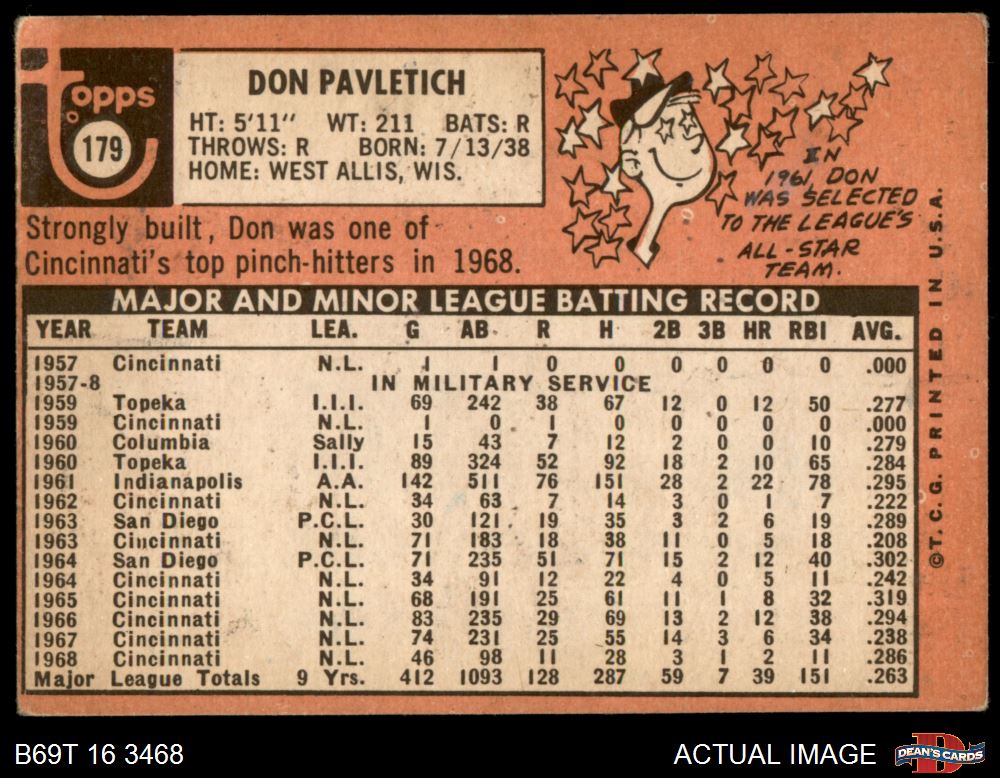 Topps
179
DON PAVLETICH
HT: 5'11" WT: 211 BATS: R
THROWS: R BORN: 7/13/38
HOME: WEST ALLIS, WIS.
Strongly built, Don was one of
Cincinnati's top pinch-hitters in 1968.
IN
1961, DON
WAS SELECTED
TO THE LEAGUE'S
ALL-STAR
TEAM.
MAJOR AND MINOR LEAGUE BATTING RECORD
YEAR TEAM LEA. G AB R H 2B 3B HR RBI AVG.
1957 Cincinnati N.L. 1 1 0 0 0 0 0 0 .000
1957-8 IN MILITARY SERVICE
1959 Topeka I.I.I. 69 242 38 67 12 0 12 50 .277
1959 Cincinnati N.L. 1 0 1 0 0 0 0 0 .000
1960 Columbia Sally 15 43 7 12 2 0 0 10 .279
1960 Topeka I.I.I. 89 324 52 92 18 2 10 65 .284
1961 Indianapolis A.A. 142 511 76 151 28 2 22 78 .295
1962 Cincinnati N.L. 34 63 7 14 3 0 1 7 .222
1963 San Diego P.C.L. 30 121 19 35 3 2 6 19 .289
1963 Cincinnati N.L. 71 183 18 38 11 0 5 18 .208
1964 San Diego P.C.L. 71 235 51 71 15 2 12 40 .302
1964 Cincinnati N.L. 34 91 12 22 4 0 5 11 .242
1965 Cincinnati N.L. 68 191 25 61 11 1 8 32 .319
1966 Cincinnati N.L. 83 235 29 69 13 2 12 38 .294
1967 Cincinnati N.L. 74 231 25 55 14 3 6 34 .238
1968 Cincinnati N.L. 46 98 11 28 3 1 2 11 .286
Major League Totals 9 Yrs. 412 1093 128 287 59 7 39 151 .263
©T.C.G. PRINTED IN U.S.A.
B69T 16 3468
ACTUAL IMAGE
DEAN'S CARDS